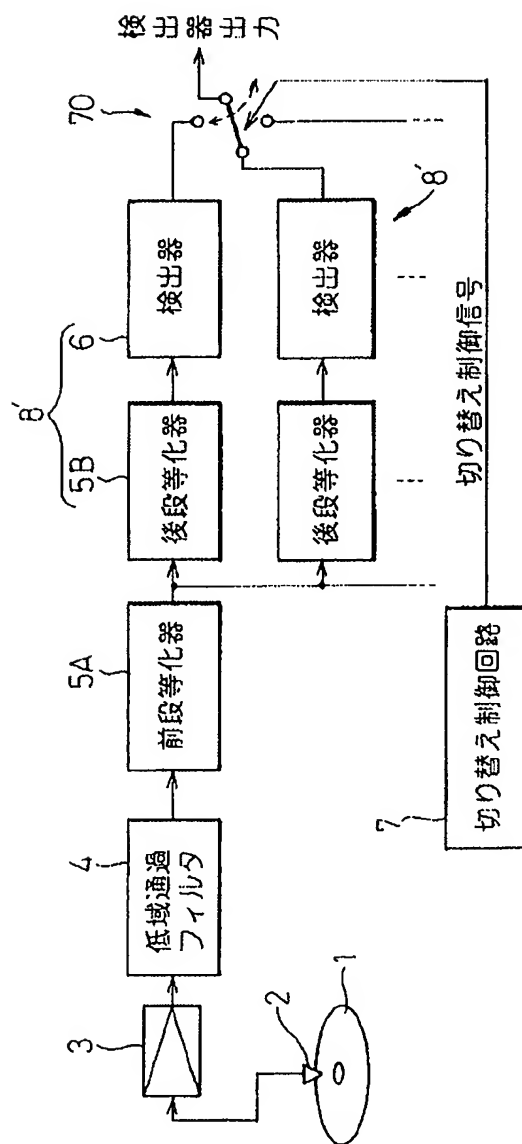 1
2
3
4
低域通過
フィルタ
5A
前段等化器
8'
5B
後段等化器
6
検出器
70
検出器出力
後段等化器
検出器
8'
7
切り替え制御回路
切り替え制御信号